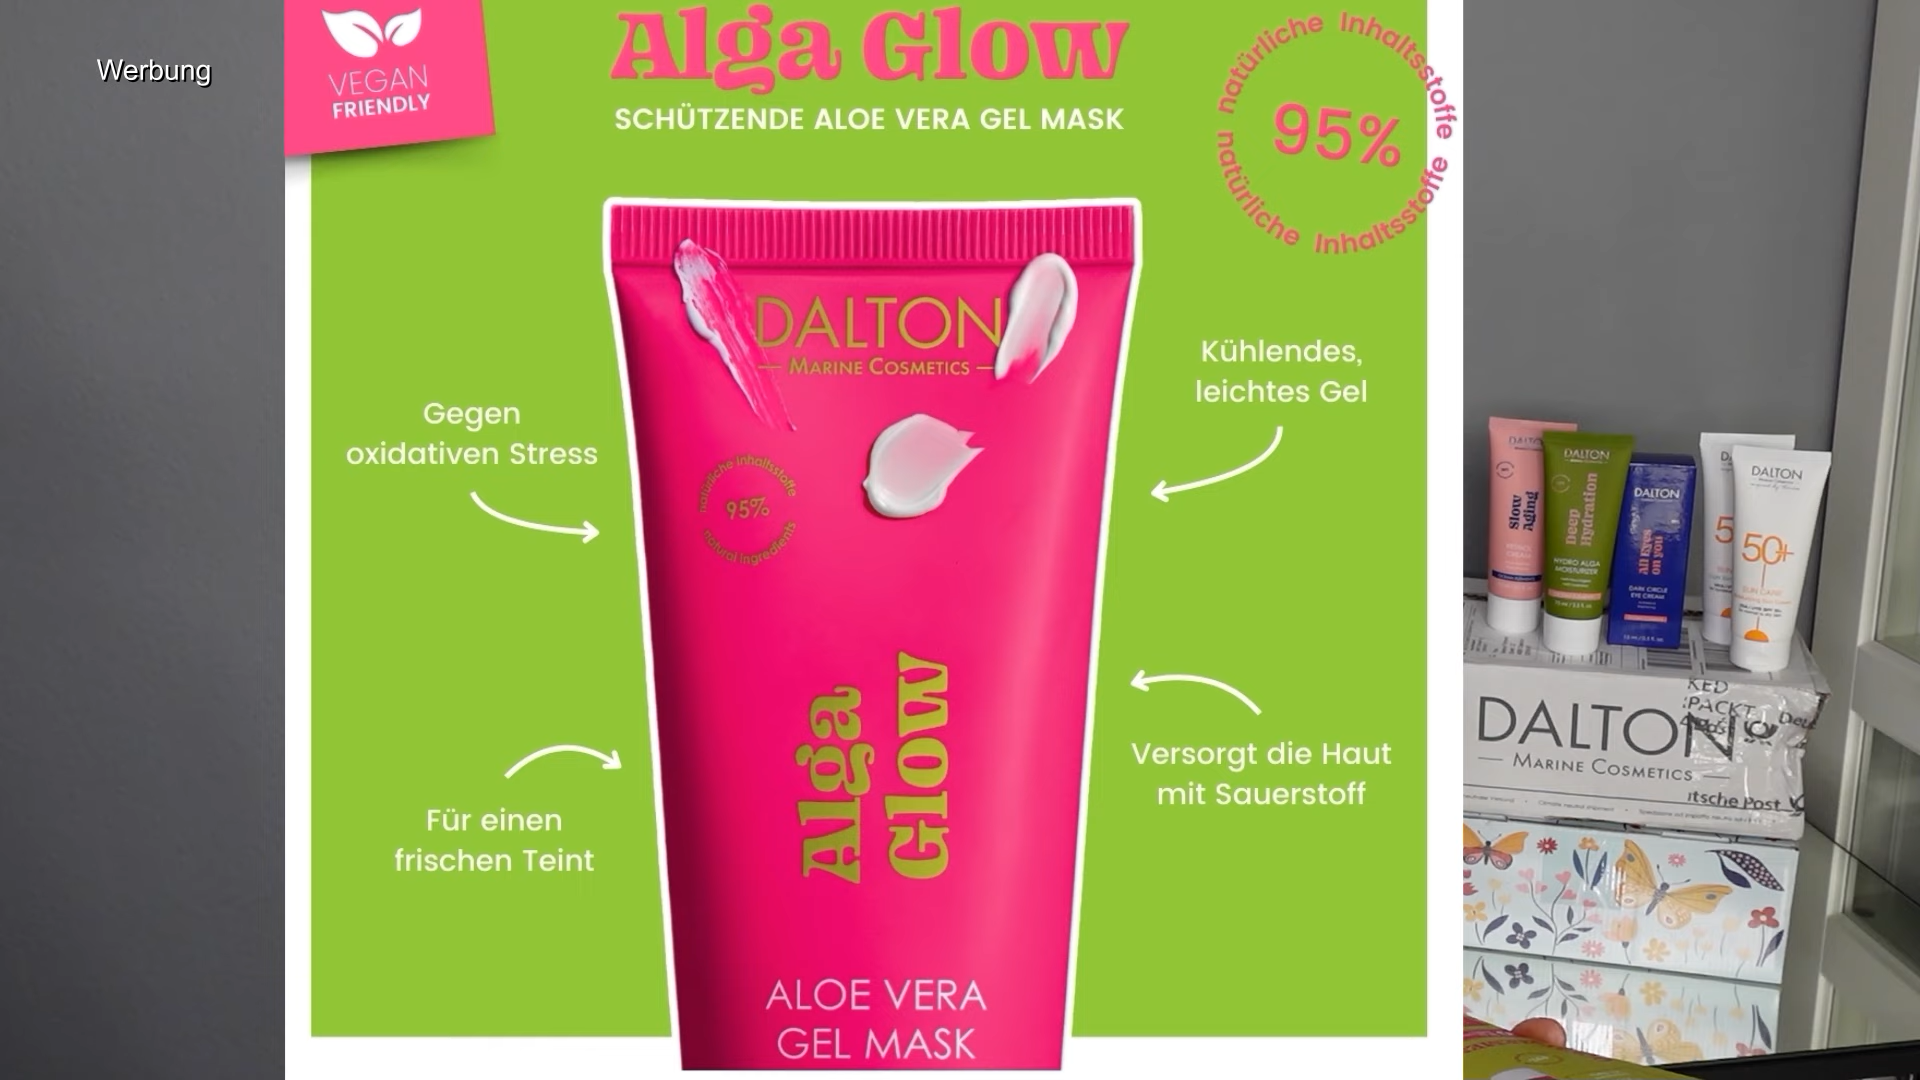 Werbung
VEGAN
FRIENDLY
Alga Glow
SCHÜTZENDE ALOE VERA GEL MASK
natürliche Inhaltsstoffe
95%
natürliche Inhaltsstoffe
DALTON
MARINE COSMETICS
natürliche Inhaltsstoffe
95%
natural ingredients
Gegen
oxidativen Stress
Für einen
frischen Teint
Kühlendes,
leichtes Gel
Versorgt die Haut
mit Sauerstoff
Alga
Glow
ALOE VERA
GEL MASK
DALTON
Slow
Aging
DALTON
Deep
Hydration
HYDRO ALGA
MOISTURIZER
DALTON
All Eyes
on you
DARK CIRCLE
EYE CREAM
DALTON
50+
SUN CARE
DALTON
MARINE COSMETICS